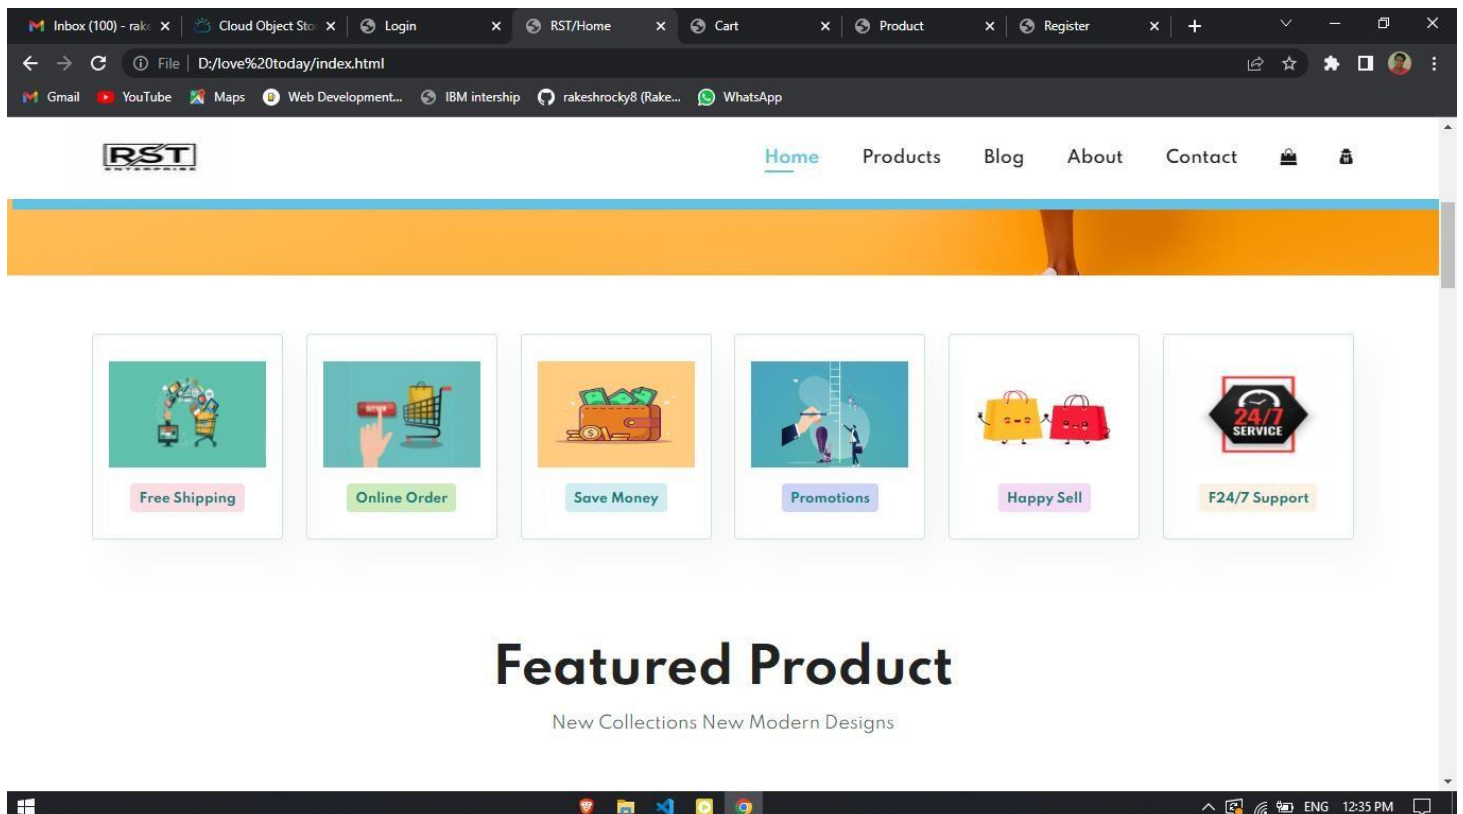 Inbox (100) - rake
Cloud Object Sto
Login
RST/Home
Cart
Product
Register
File D:/love%20today/index.html
Gmail YouTube Maps Web Development... IBM intership rakeshrocky8 (Rake... WhatsApp
RST
ENTERPRISE
Home Products Blog About Contact
24/7
SERVICE
Free Shipping Online Order Save Money Promotions Happy Sell F24/7 Support
Featured Product
New Collections New Modern Designs
ENG 12:35 PM